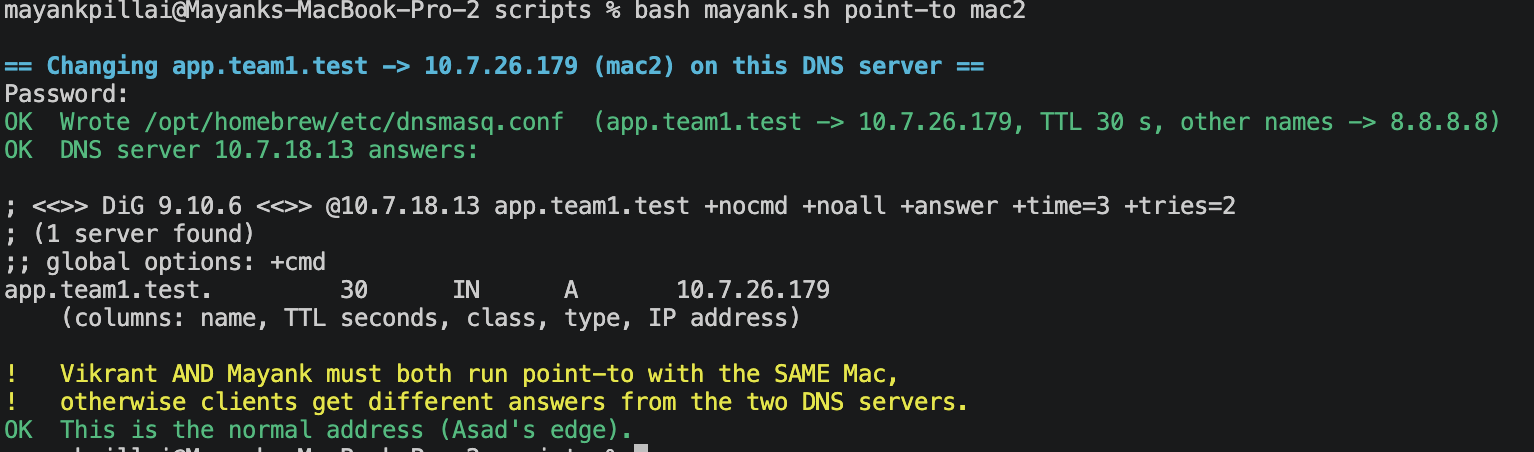 mayankpillai@Mayanks-MacBook-Pro-2 scripts % bash mayank.sh point-to mac2
== Changing app.team1.test -> 10.7.26.179 (mac2) on this DNS server ==
Password:
OK  Wrote /opt/homebrew/etc/dnsmasq.conf  (app.team1.test -> 10.7.26.179, TTL 30 s, other names -> 8.8.8.8)
OK  DNS server 10.7.18.13 answers:
; <<>> DiG 9.10.6 <<>> @10.7.18.13 app.team1.test +nocmd +noall +answer +time=3 +tries=2
; (1 server found)
;; global options: +cmd
app.team1.test.         30      IN      A       10.7.26.179
    (columns: name, TTL seconds, class, type, IP address)
!   Vikrant AND Mayank must both run point-to with the SAME Mac,
!   otherwise clients get different answers from the two DNS servers.
OK  This is the normal address (Asad's edge).